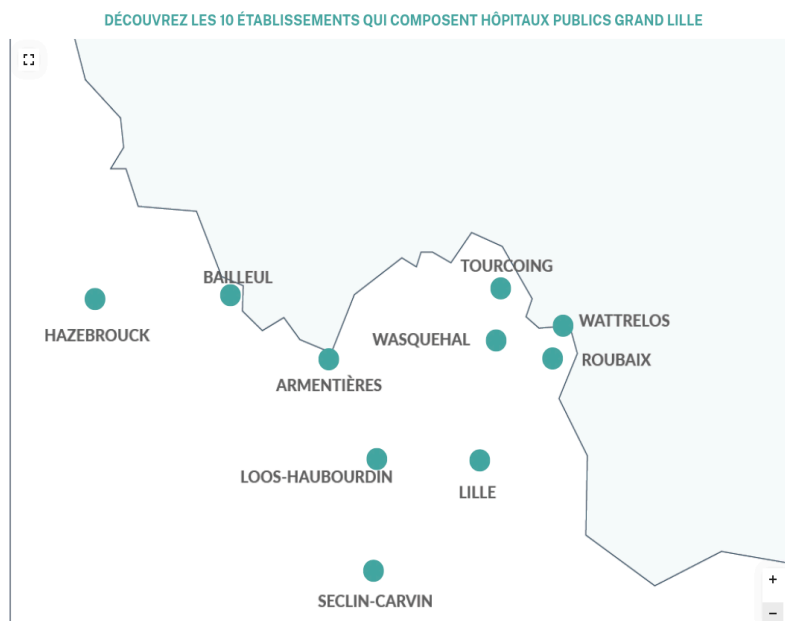 DÉCOUVREZ LES 10 ÉTABLISSEMENTS QUI COMPOSENT HÔPITAUX PUBLICS GRAND LILLE
TOURCOING
BAILLEUL
WATTRELOS
HAZEBROUCK
WASQUEHAL
ROUBAIX
ARMENTIÈRES
LOOS-HAUBOURDIN
LILLE
SECLIN-CARVIN
+
−